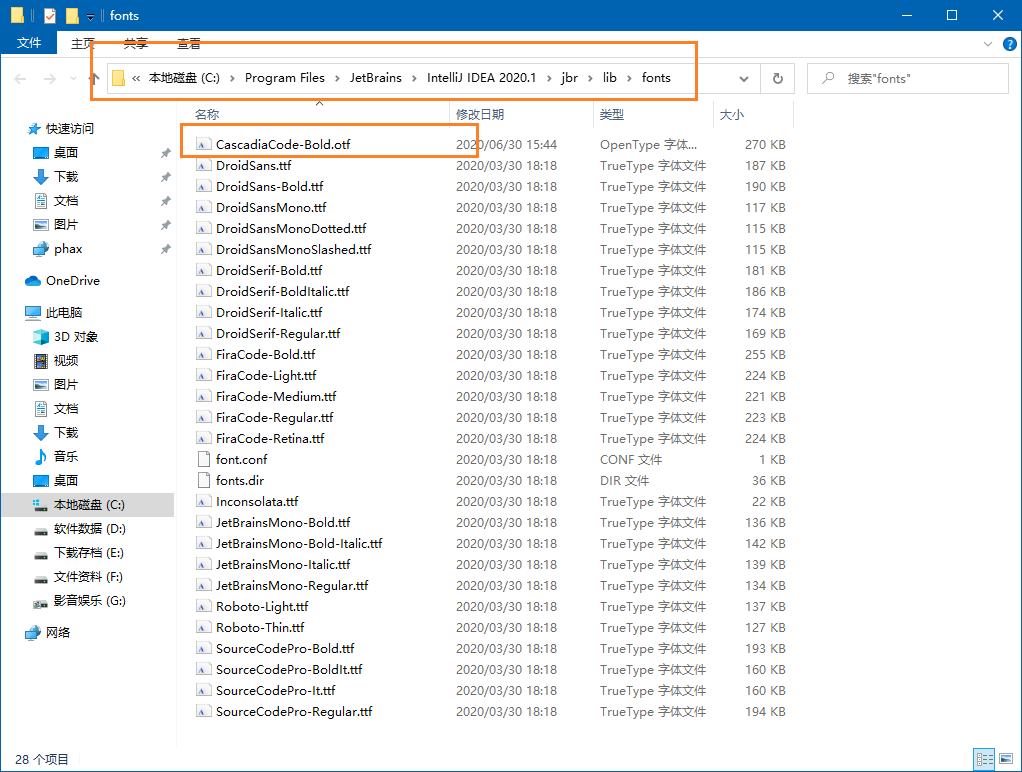 fonts
文件 主页 共享 查看
« 本地磁盘 (C:) › Program Files › JetBrains › IntelliJ IDEA 2020.1 › jbr › lib › fonts
搜索"fonts"
名称 修改日期 类型 大小
快速访问
桌面
下载
文档
图片
phax
OneDrive
此电脑
3D 对象
视频
图片
文档
下载
音乐
桌面
本地磁盘 (C:)
软件数据 (D:)
下载存档 (E:)
文件资料 (F:)
影音娱乐 (G:)
网络
CascadiaCode-Bold.otf 2020/06/30 15:44 OpenType 字体... 270 KB
DroidSans.ttf 2020/03/30 18:18 TrueType 字体文件 187 KB
DroidSans-Bold.ttf 2020/03/30 18:18 TrueType 字体文件 190 KB
DroidSansMono.ttf 2020/03/30 18:18 TrueType 字体文件 117 KB
DroidSansMonoDotted.ttf 2020/03/30 18:18 TrueType 字体文件 115 KB
DroidSansMonoSlashed.ttf 2020/03/30 18:18 TrueType 字体文件 115 KB
DroidSerif-Bold.ttf 2020/03/30 18:18 TrueType 字体文件 181 KB
DroidSerif-BoldItalic.ttf 2020/03/30 18:18 TrueType 字体文件 186 KB
DroidSerif-Italic.ttf 2020/03/30 18:18 TrueType 字体文件 174 KB
DroidSerif-Regular.ttf 2020/03/30 18:18 TrueType 字体文件 169 KB
FiraCode-Bold.ttf 2020/03/30 18:18 TrueType 字体文件 255 KB
FiraCode-Light.ttf 2020/03/30 18:18 TrueType 字体文件 224 KB
FiraCode-Medium.ttf 2020/03/30 18:18 TrueType 字体文件 221 KB
FiraCode-Regular.ttf 2020/03/30 18:18 TrueType 字体文件 223 KB
FiraCode-Retina.ttf 2020/03/30 18:18 TrueType 字体文件 224 KB
font.conf 2020/03/30 18:18 CONF 文件 1 KB
fonts.dir 2020/03/30 18:18 DIR 文件 36 KB
Inconsolata.ttf 2020/03/30 18:18 TrueType 字体文件 22 KB
JetBrainsMono-Bold.ttf 2020/03/30 18:18 TrueType 字体文件 136 KB
JetBrainsMono-Bold-Italic.ttf 2020/03/30 18:18 TrueType 字体文件 142 KB
JetBrainsMono-Italic.ttf 2020/03/30 18:18 TrueType 字体文件 139 KB
JetBrainsMono-Regular.ttf 2020/03/30 18:18 TrueType 字体文件 134 KB
Roboto-Light.ttf 2020/03/30 18:18 TrueType 字体文件 137 KB
Roboto-Thin.ttf 2020/03/30 18:18 TrueType 字体文件 127 KB
SourceCodePro-Bold.ttf 2020/03/30 18:18 TrueType 字体文件 193 KB
SourceCodePro-BoldIt.ttf 2020/03/30 18:18 TrueType 字体文件 160 KB
SourceCodePro-It.ttf 2020/03/30 18:18 TrueType 字体文件 160 KB
SourceCodePro-Regular.ttf 2020/03/30 18:18 TrueType 字体文件 194 KB
28 个项目